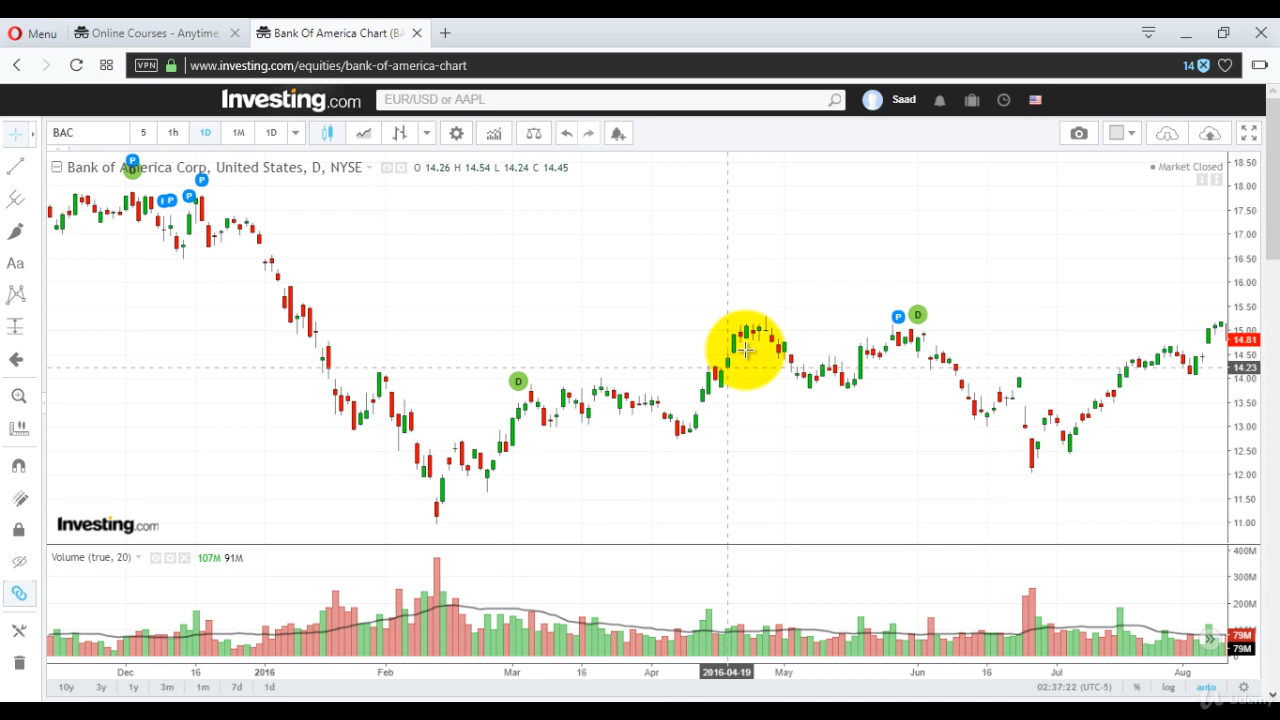 Menu Online Courses - Anytime, Bank Of America Chart (BA
VPN www.investing.com/equities/bank-of-america-chart 14
Investing.com EUR/USD or AAPL Saad
BAC 5 1h 1D 1M 1D
Aa
Bank of America Corp, United States, D, NYSE O 14.26 H 14.54 L 14.24 C 14.45 Market Closed
P
D
P
P
P
P
D
P
D
18.50
18.00
17.50
17.00
16.50
16.00
15.50
15.00
14.81
14.50
14.23
14.00
13.50
13.00
12.50
12.00
11.50
11.00
Investing.com
Volume (true, 20) 107M 91M
400M
300M
200M
79M
79M
0
Dec 16 2016 Feb Mar 16 Apr 2016-04-19 May Jun 16 Jul Aug
10y 3y 1y 3m 1m 7d 1d 02:37:22 (UTC-5) % log auto
Udemy